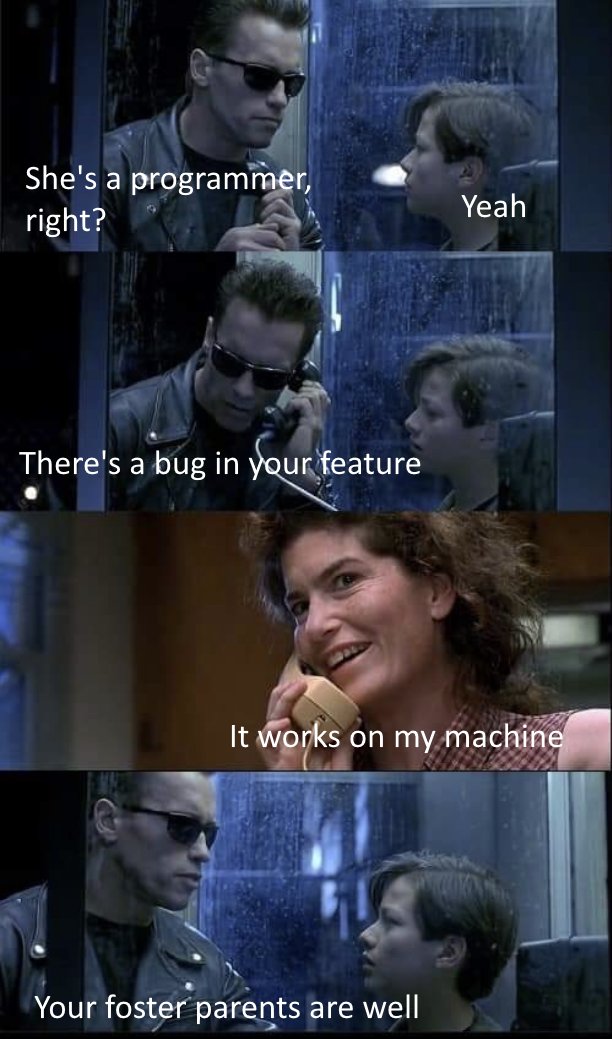 She's a programmer,
right?
Yeah
There's a bug in your feature
It works on my machine
Your foster parents are well